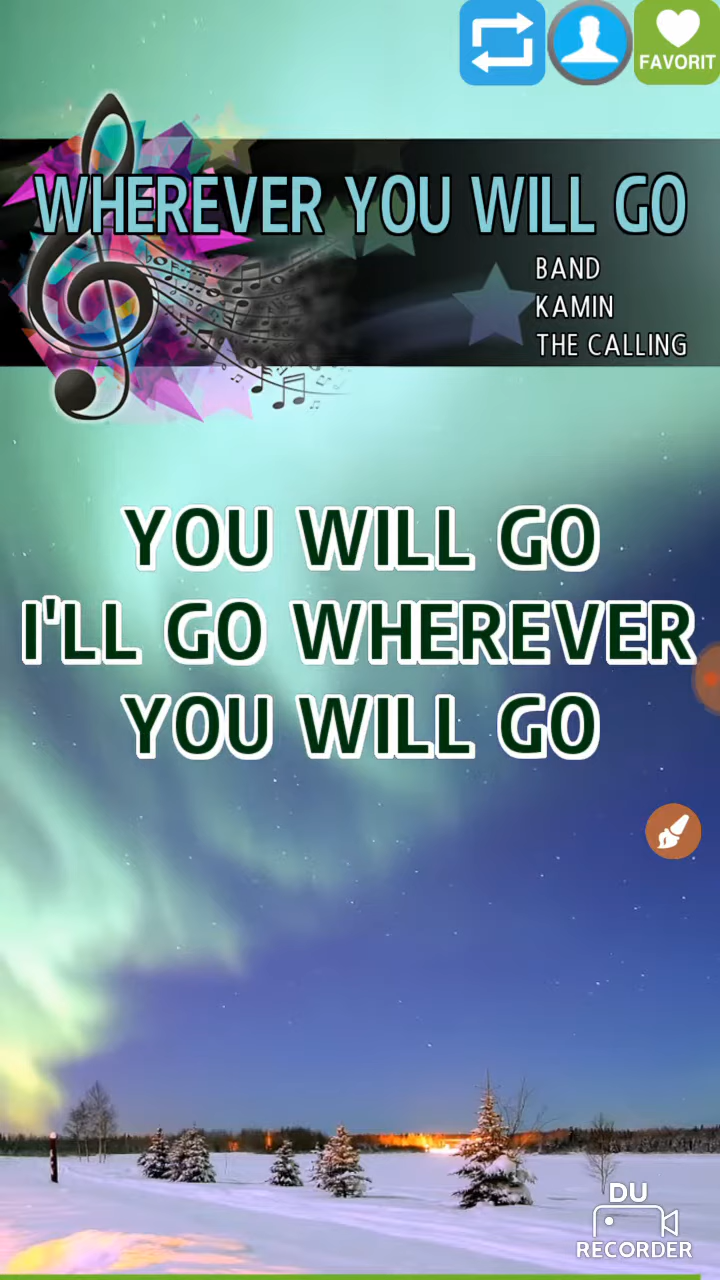 FAVORIT
WHEREVER YOU WILL GO
BAND
KAMIN
THE CALLING
YOU WILL GO
I'LL GO WHEREVER
YOU WILL GO
DU
RECORDER